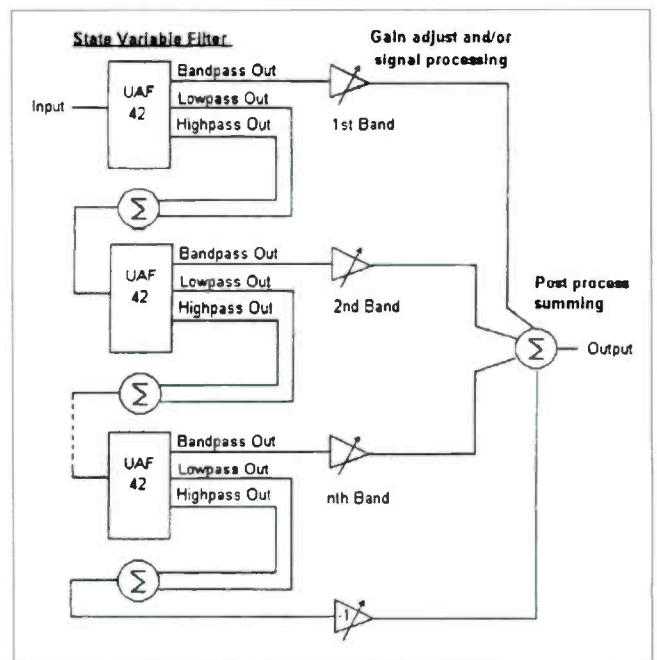 State Variable Filter
Gain adjust and/or
signal processing
Input
UAF
42
Bandpass Out
Lowpass Out
Highpass Out
1st Band
Σ
UAF
42
Bandpass Out
Lowpass Out
Highpass Out
2nd Band
Post process
summing
Σ
Output
Σ
UAF
42
Bandpass Out
Lowpass Out
Highpass Out
nth Band
Σ
-1